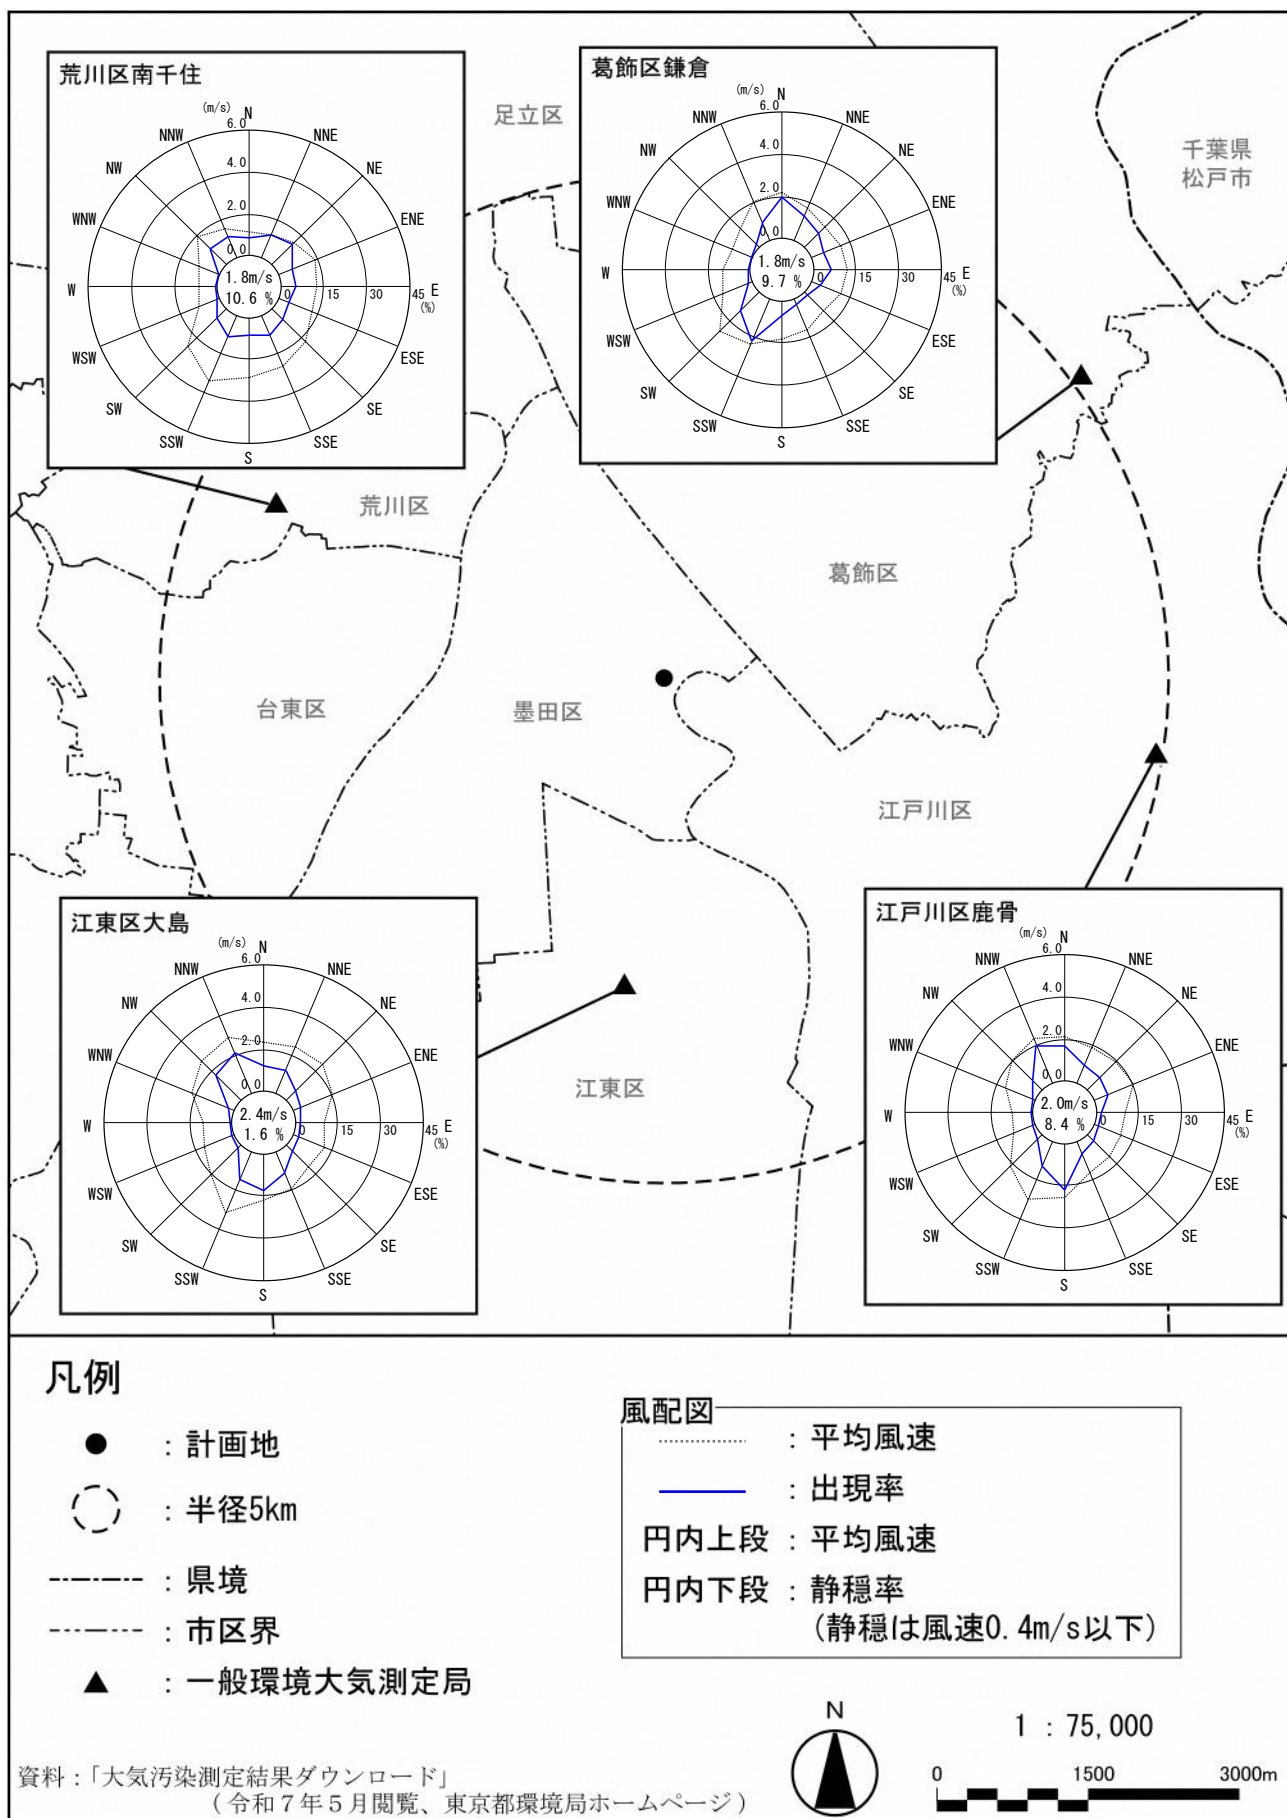 荒川区南千住
(m/s)
N
NNE
NE
ENE
E
(%)
ESE
SE
SSE
S
SSW
SW
WSW
W
WNW
NW
NNW
6.0
4.0
2.0
0.0
1.8m/s
10.6 %
0 15 30 45
葛飾区鎌倉
(m/s)
N
NNE
NE
ENE
E
(%)
ESE
SE
SSE
S
SSW
SW
WSW
W
WNW
NW
NNW
6.0
4.0
2.0
0.0
1.8m/s
9.7 %
0 15 30 45
足立区
千葉県
松戸市
荒川区
葛飾区
台東区
墨田区
江戸川区
江東区
江東区大島
(m/s)
N
NNE
NE
ENE
E
(%)
ESE
SE
SSE
S
SSW
SW
WSW
W
WNW
NW
NNW
6.0
4.0
2.0
0.0
2.4m/s
1.6 %
0 15 30 45
江戸川区鹿骨
(m/s)
N
NNE
NE
ENE
E
(%)
ESE
SE
SSE
S
SSW
SW
WSW
W
WNW
NW
NNW
6.0
4.0
2.0
0.0
2.0m/s
8.4 %
0 15 30 45
凡例
：計画地
：半径5km
：県境
：市区界
：一般環境大気測定局
風配図
：平均風速
：出現率
円内上段：平均風速
円内下段：静穏率
(静穏は風速0.4m/s以下)
N
1 : 75,000
0 1500 3000m
資料：「大気汚染測定結果ダウンロード」
（令和７年５月閲覧、東京都環境局ホームページ）